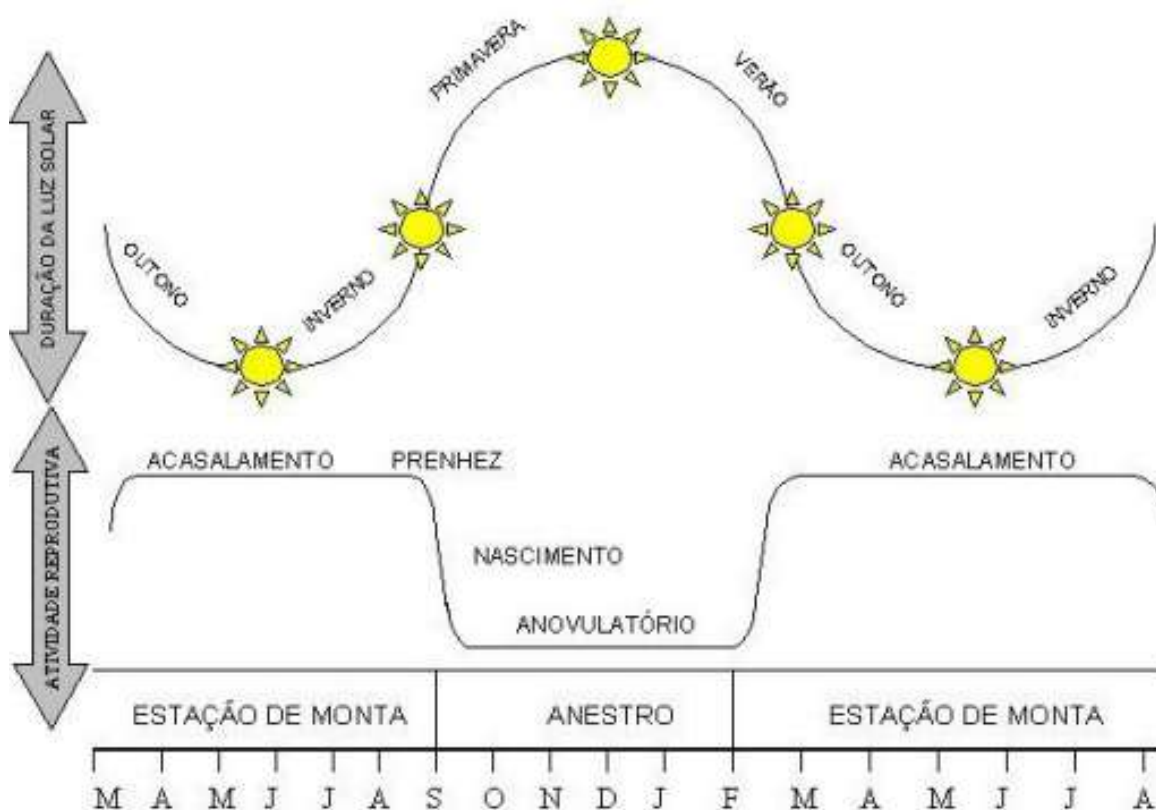 PRIMAVERA
VERÃO
DURAÇÃO DA LUZ SOLAR
OUTONO
INVERNO
OUTONO
INVERNO
ATIVIDADE REPRODUTIVA
ACASALAMENTO PRENHEZ ACASALAMENTO
NASCIMENTO
ANOVULATÓRIO
ESTAÇÃO DE MONTA ANESTRO ESTAÇÃO DE MONTA
M A M J J A S O N D J F M A M J J A